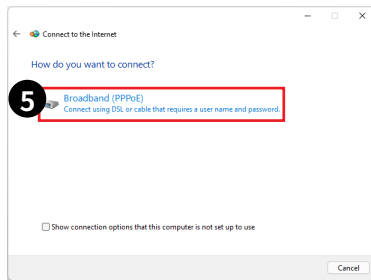 Connect to the Internet
How do you want to connect?
5
Broadband (PPPoE)
Connect using DSL or cable that requires a user name and password.
Show connection options that this computer is not set up to use
Cancel